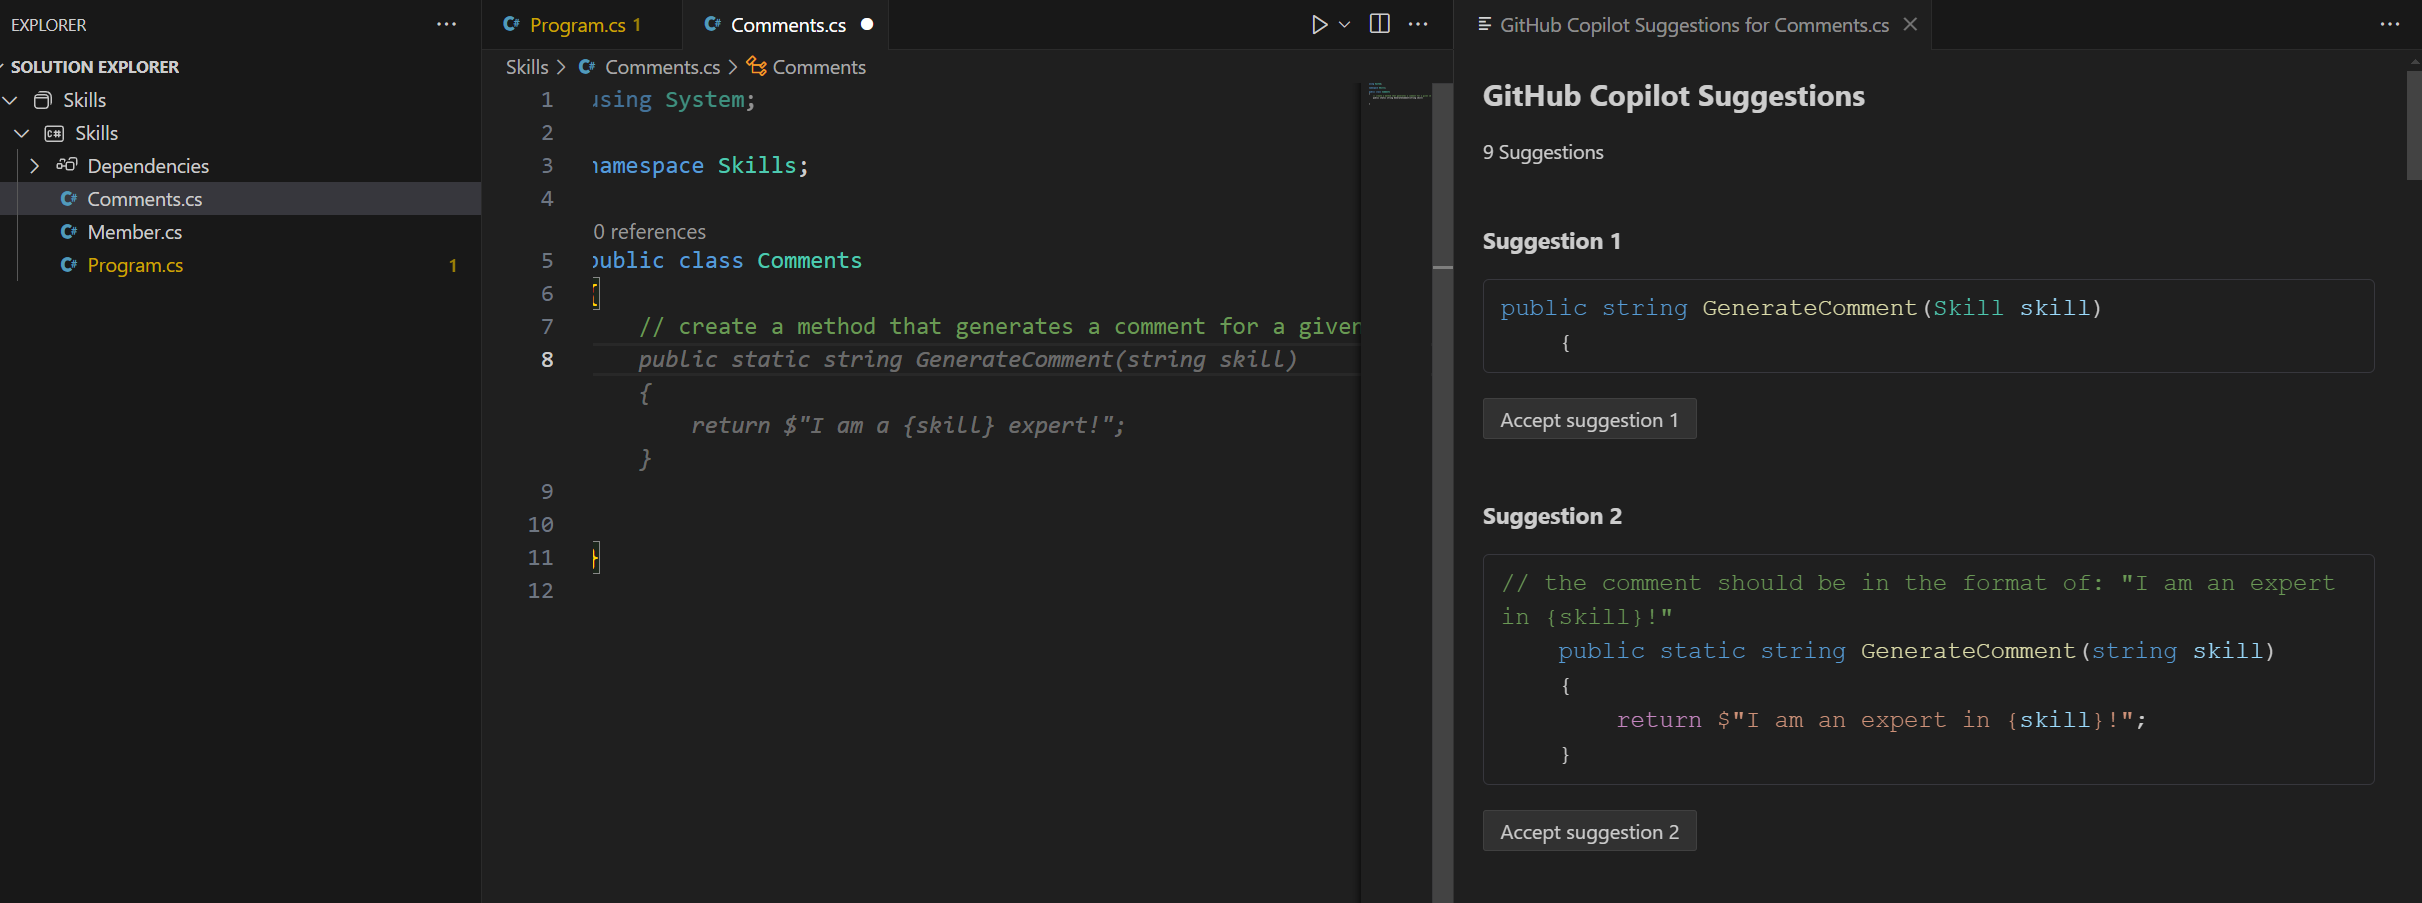 EXPLORER
SOLUTION EXPLORER
Skills
Skills
Dependencies
Comments.cs
Member.cs
Program.cs 1
Program.cs 1
Comments.cs
Skills > Comments.cs > Comments
1 using System;
2
3 namespace Skills;
4
0 references
5 public class Comments
6 {
7 // create a method that generates a comment for a given
8 public static string GenerateComment(string skill)
{
return $"I am a {skill} expert!";
}
9
10
11 }
12
GitHub Copilot Suggestions for Comments.cs
GitHub Copilot Suggestions
9 Suggestions
Suggestion 1
public string GenerateComment(Skill skill)
{
Accept suggestion 1
Suggestion 2
// the comment should be in the format of: "I am an expert
in {skill}!"
public static string GenerateComment(string skill)
{
return $"I am an expert in {skill}!";
}
Accept suggestion 2